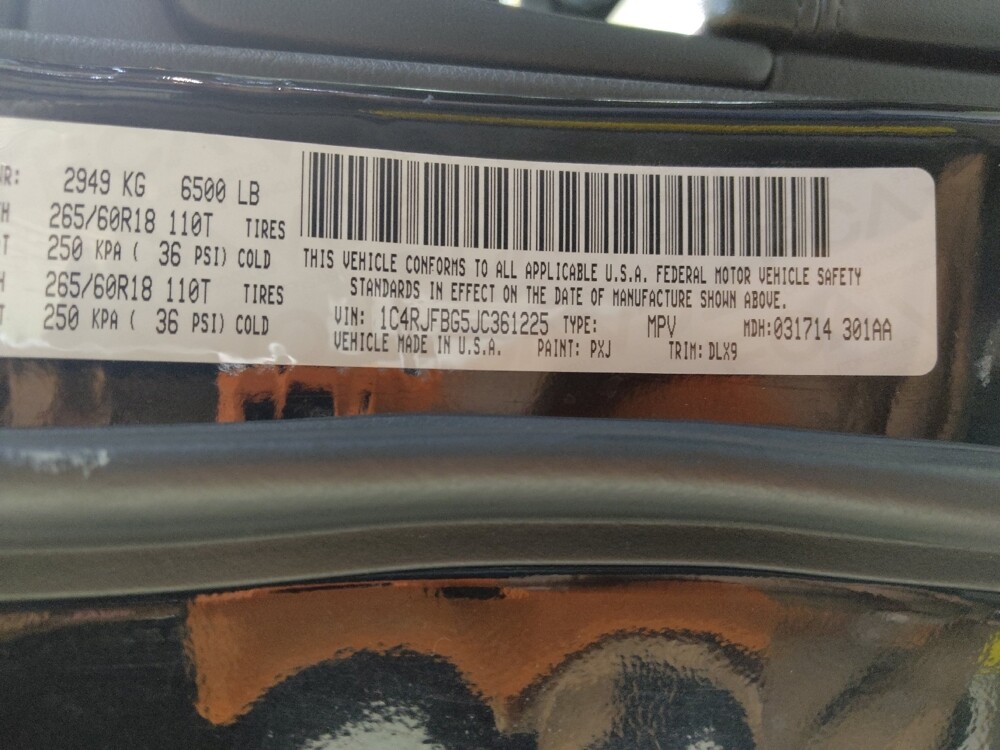 2949 KG 6500 LB
265/60R18 110T TIRES
250 KPA ( 36 PSI) COLD
265/60R18 110T TIRES
250 KPA ( 36 PSI) COLD
THIS VEHICLE CONFORMS TO ALL APPLICABLE U.S.A. FEDERAL MOTOR VEHICLE SAFETY
STANDARDS IN EFFECT ON THE DATE OF MANUFACTURE SHOWN ABOVE.
VIN: 1C4RJFBG5JC361225 TYPE: MPV MDH:031714 301AA
VEHICLE MADE IN U.S.A. PAINT: PXJ TRIM: DLX9